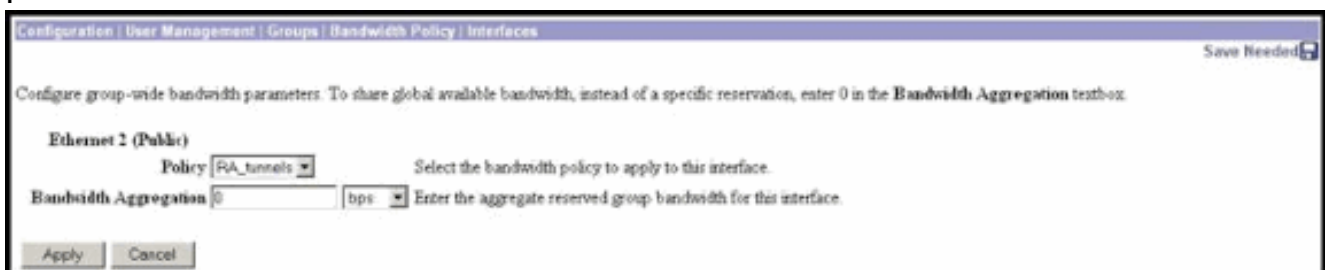 Configuration | User Management | Groups | Bandwidth Policy | Interfaces
Save Needed
Configure group-wide bandwidth parameters. To share global available bandwidth, instead of a specific reservation, enter 0 in the Bandwidth Aggregation textbox.
Ethernet 2 (Public)
Policy RA_tunnels Select the bandwidth policy to apply to this interface.
Bandwidth Aggregation 0 bps Enter the aggregate reserved group bandwidth for this interface.
Apply Cancel